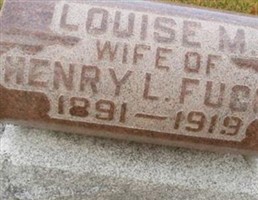 LOUISE M.
WIFE OF
HENRY L.
1891 — 1919